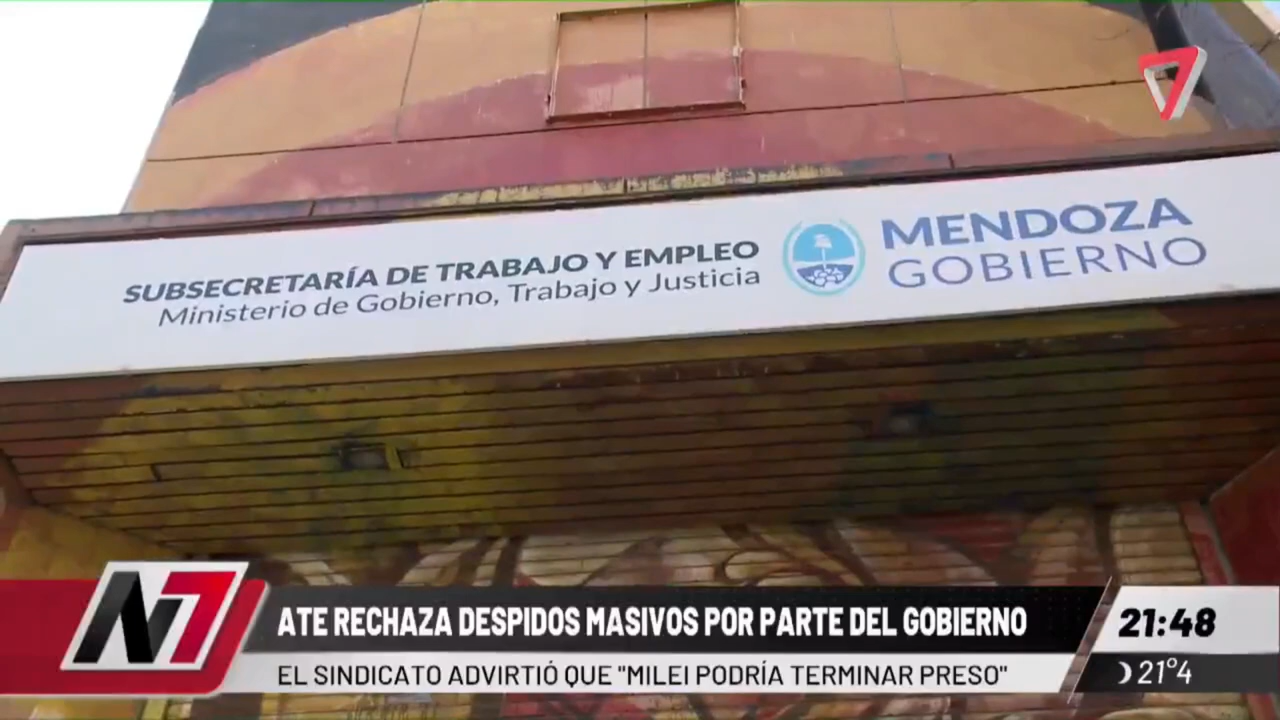 SUBSECRETARÍA DE TRABAJO Y EMPLEO
Ministerio de Gobierno, Trabajo y Justicia
MENDOZA
GOBIERNO
N7
ATE RECHAZA DESPIDOS MASIVOS POR PARTE DEL GOBIERNO
EL SINDICATO ADVIRTIÓ QUE "MILEI PODRÍA TERMINAR PRESO"
21:48
21°4
7